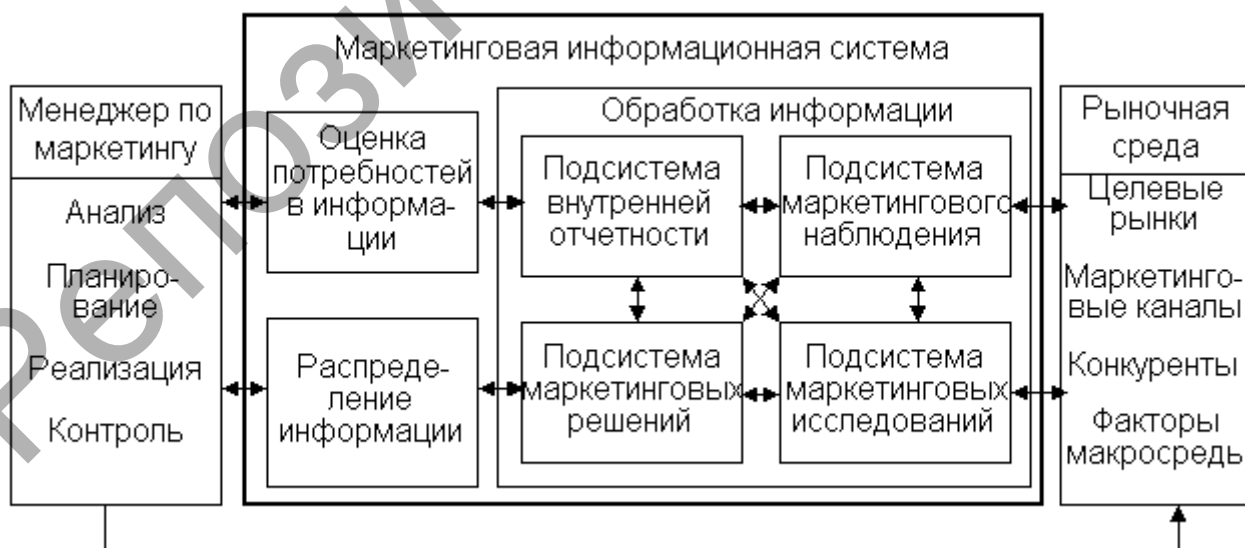 Маркетинговая информационная система
Менеджер по
маркетингу
Анализ
Планиро-
вание
Реализация
Контроль
Оценка
потребностей
в информа-
ции
Распреде-
ление
информации
Обработка информации
Подсистема
внутренней
отчетности
Подсистема
маркетингового
наблюдения
Подсистема
маркетинговых
решений
Подсистема
маркетинговых
исследований
Рыночная
среда
Целевые
рынки
Маркетинго-
вые каналы
Конкуренты
Факторы
макросредь
Репози